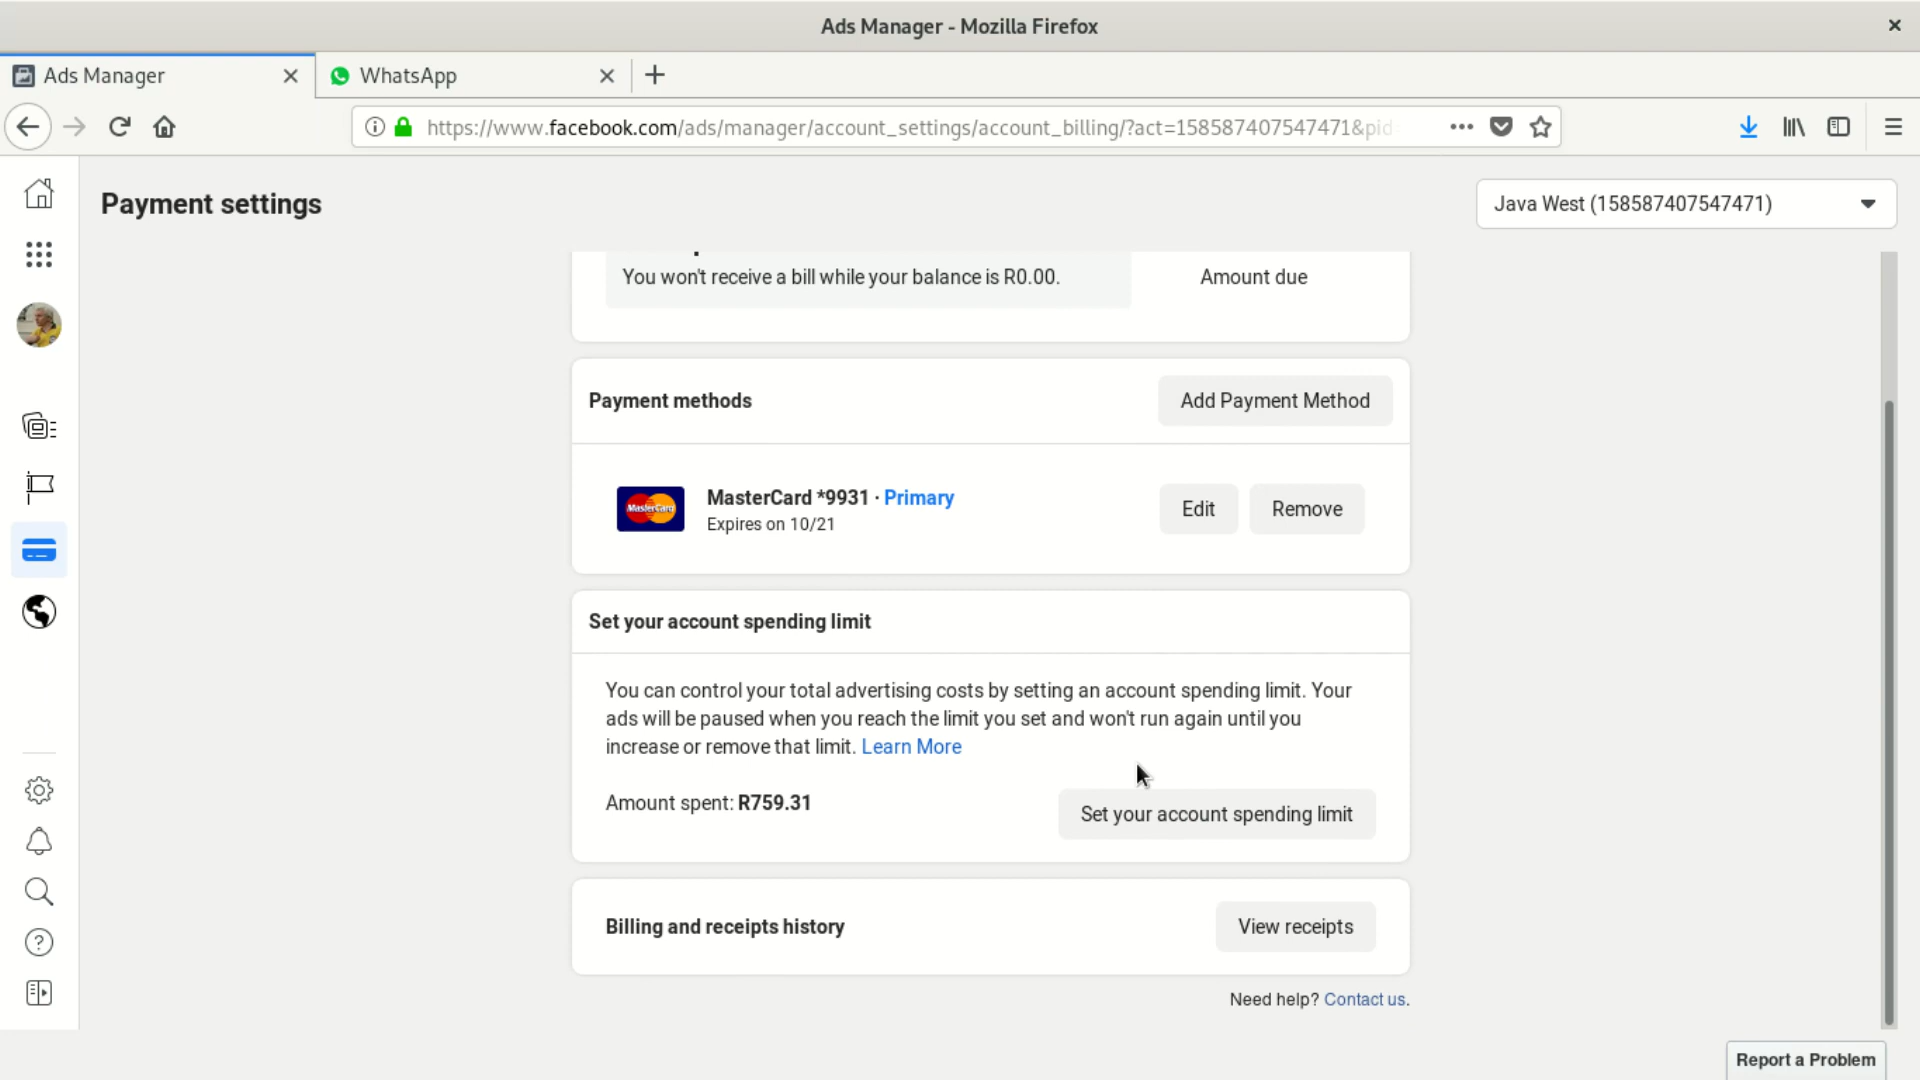 Ads Manager - Mozilla Firefox
Ads Manager
WhatsApp
https://www.facebook.com/ads/manager/account_settings/account_billing/?act=158587407547471&pid
Payment settings
Java West (158587407547471)
You won't receive a bill while your balance is R0.00.
Amount due
Payment methods
Add Payment Method
MasterCard
MasterCard *9931 · Primary
Expires on 10/21
Edit
Remove
Set your account spending limit
You can control your total advertising costs by setting an account spending limit. Your
ads will be paused when you reach the limit you set and won't run again until you
increase or remove that limit. Learn More
Amount spent: R759.31
Set your account spending limit
Billing and receipts history
View receipts
Need help? Contact us.
Report a Problem